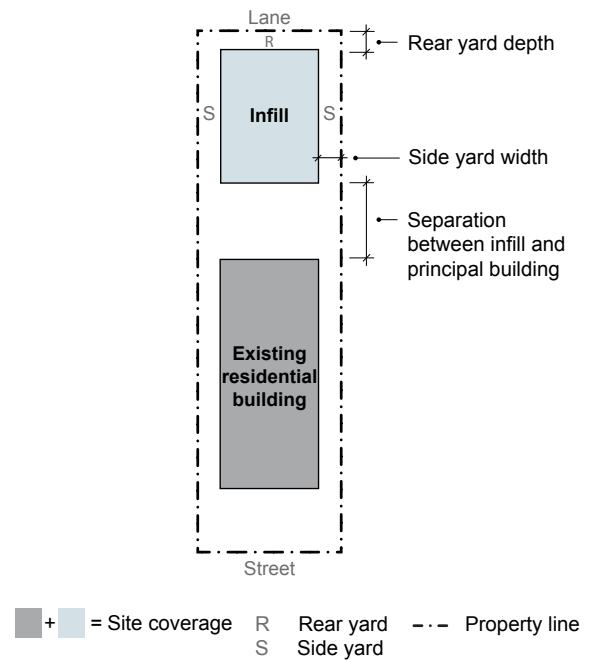 Lane
R
Rear yard depth
S
Infill
S
Side yard width
Separation
between infill and
principal building
Existing
residential
building
Street
+ = Site coverage
R Rear yard
S Side yard
Property line